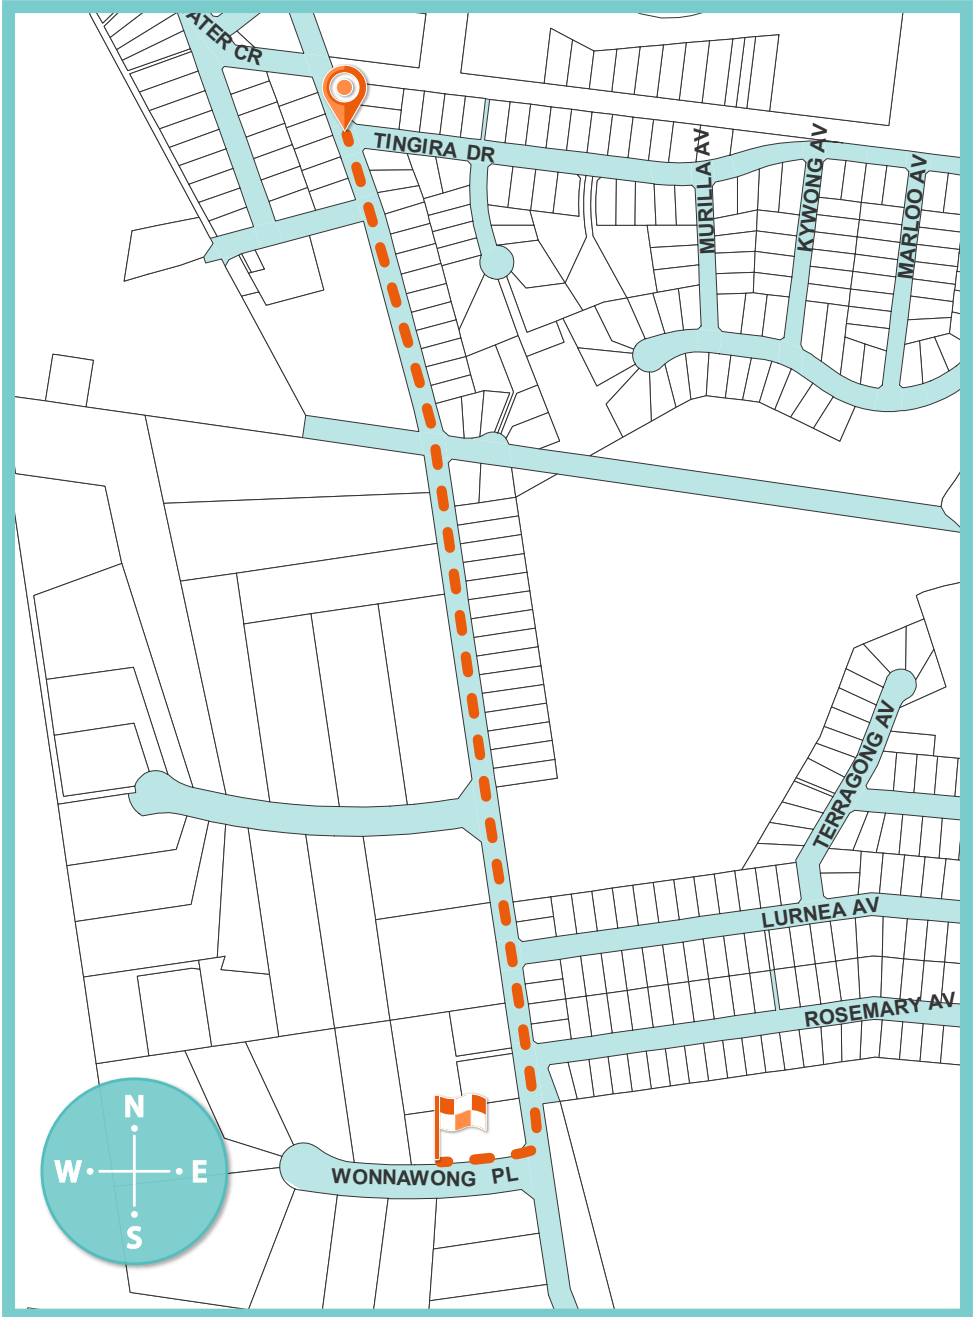 ATER CR
TINGIRA DR
MURILLA AV
KYWONG AV
MARLOO AV
TERRAGONG AV
LURNEA AV
ROSEMARY AV
N
W
E
S
WONNAWONG PL